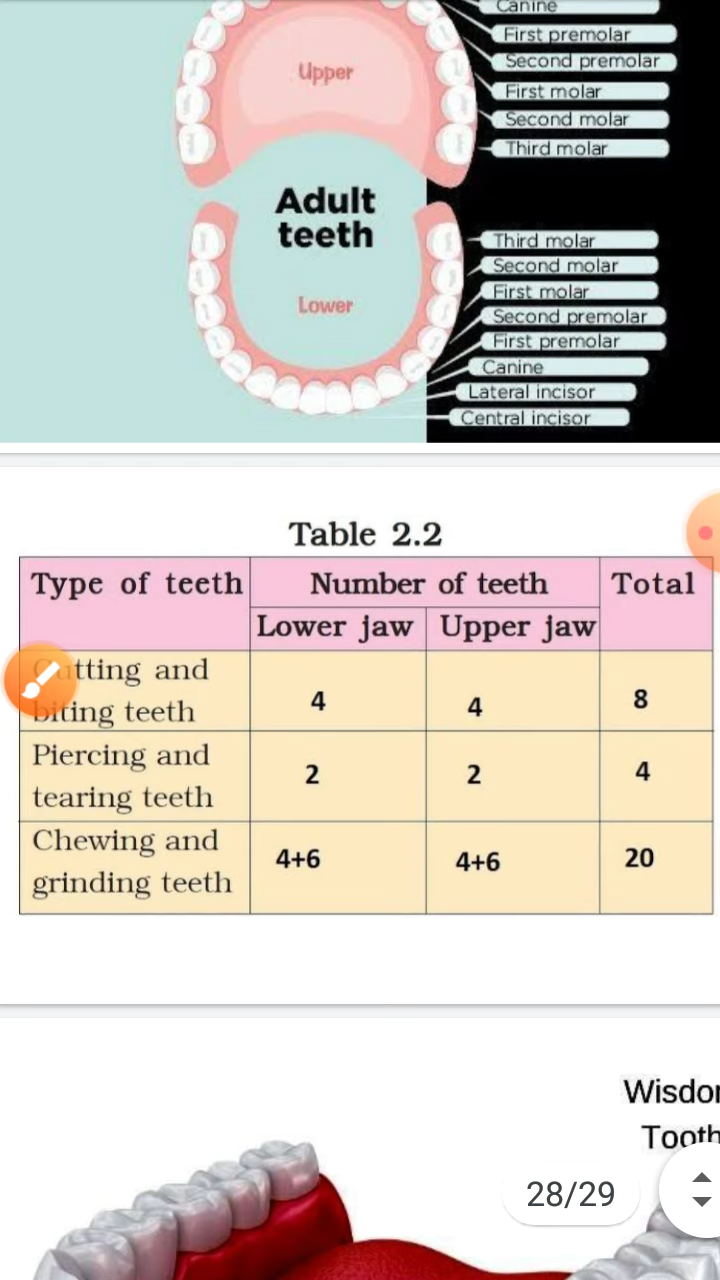 Canine
First premolar
Second premolar
Upper
First molar
Second molar
Third molar
Adult
teeth
Third molar
Second molar
First molar
Lower
Second premolar
First premolar
Canine
Lateral incisor
Central incisor
Table 2.2
Type of teeth Number of teeth Total
Lower jaw Upper jaw
Cutting and
biting teeth 4 4 8
Piercing and
tearing teeth 2 2 4
Chewing and
grinding teeth 4+6 4+6 20
Tooth
28/29